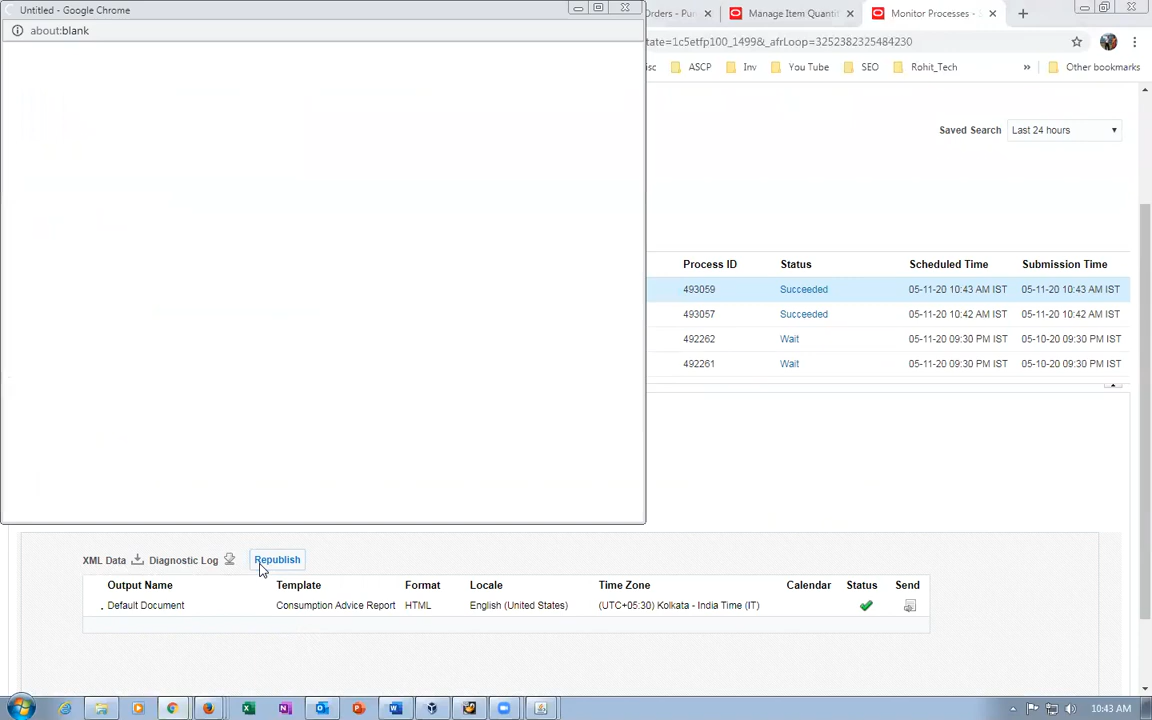 Untitled - Google Chrome
about:blank
Orders - Pur
Manage Item Quantit
Monitor Processes -
tate=1c5etfp100_1499&_afrLoop=3252382325484230
isc ASCP Inv You Tube SEO Rohit_Tech » Other bookmarks
Saved Search Last 24 hours
Process ID Status Scheduled Time Submission Time
493059 Succeeded 05-11-20 10:43 AM IST 05-11-20 10:43 AM IST
493057 Succeeded 05-11-20 10:42 AM IST 05-11-20 10:42 AM IST
492262 Wait 05-11-20 09:30 PM IST 05-10-20 09:30 PM IST
492261 Wait 05-11-20 09:30 PM IST 05-10-20 09:30 PM IST
XML Data Diagnostic Log Republish
Output Name Template Format Locale Time Zone Calendar Status Send
Default Document Consumption Advice Report HTML English (United States) (UTC+05:30) Kolkata - India Time (IT)
10:43 AM